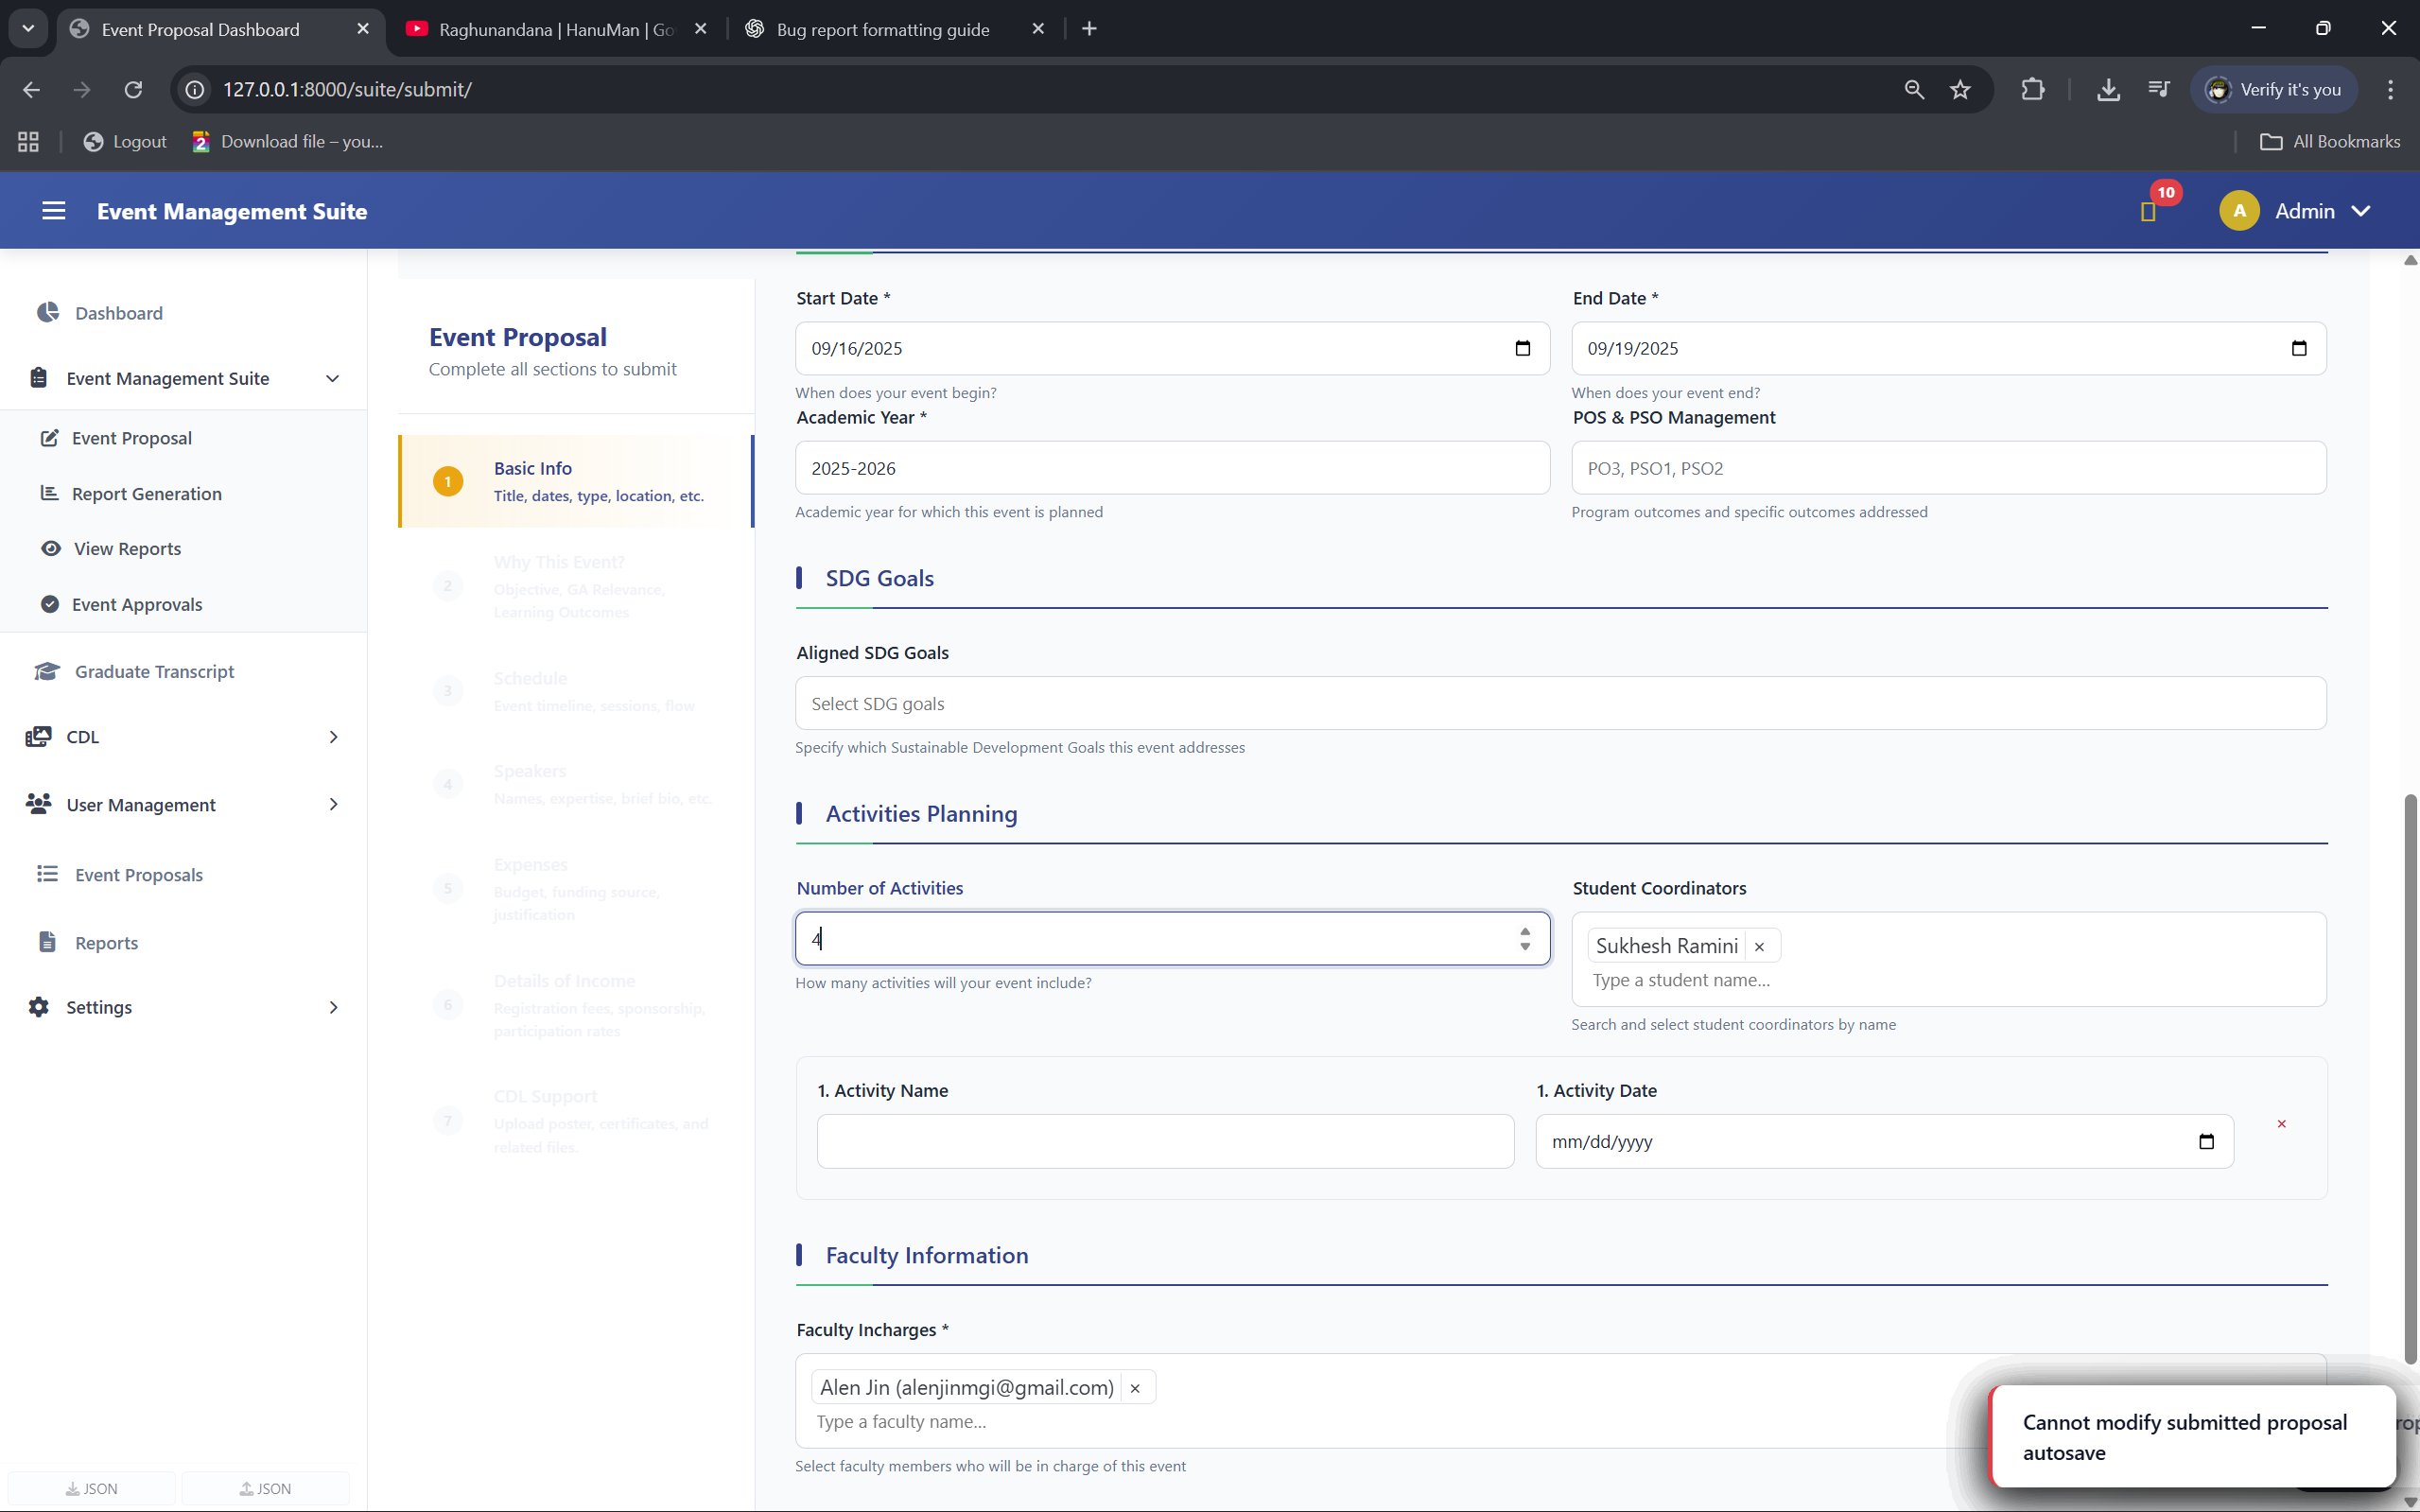 Event Proposal Dashboard
Raghunandana | HanuMan | Go
Bug report formatting guide
127.0.0.1:8000/suite/submit/
Verify it's you
Logout
Download file – you...
All Bookmarks
Event Management Suite
10
A
Admin
Dashboard
Event Management Suite
Event Proposal
Report Generation
View Reports
Event Approvals
Graduate Transcript
CDL
User Management
Event Proposals
Reports
Settings
JSON
JSON
Event Proposal
Complete all sections to submit
1
Basic Info
Title, dates, type, location, etc.
2
Why This Event?
Objective, GA Relevance,
Learning Outcomes
3
Schedule
Event timeline, sessions, flow
4
Speakers
Names, expertise, brief bio, etc.
5
Expenses
Budget, funding source,
justification
6
Details of Income
Registration fees, sponsorship,
participation rates
7
CDL Support
Upload poster, certificates, and
related files.
Start Date *
End Date *
09/16/2025
09/19/2025
When does your event begin?
When does your event end?
Academic Year *
POS & PSO Management
2025-2026
PO3, PSO1, PSO2
Academic year for which this event is planned
Program outcomes and specific outcomes addressed
SDG Goals
Aligned SDG Goals
Select SDG goals
Specify which Sustainable Development Goals this event addresses
Activities Planning
Number of Activities
Student Coordinators
4
Sukhesh Ramini ×
Type a student name...
How many activities will your event include?
Search and select student coordinators by name
1. Activity Name
1. Activity Date
mm/dd/yyyy
×
Faculty Information
Faculty Incharges *
Alen Jin (alenjinmgi@gmail.com) ×
Type a faculty name...
Select faculty members who will be in charge of this event
Cannot modify submitted proposal
autosave